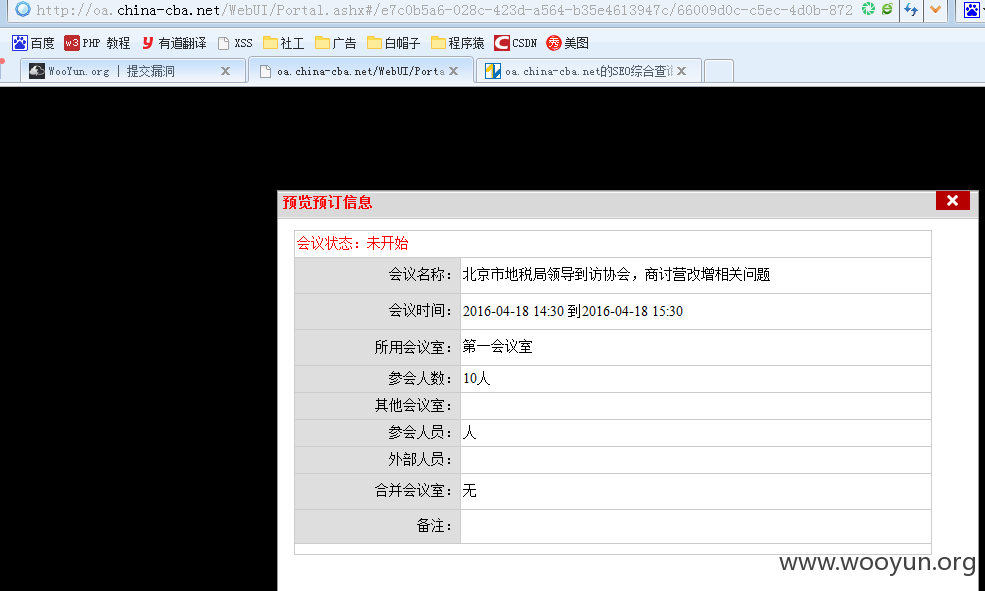 http://oa.china-cba.net/WebUI/Portal.ashx#/e7c0b5a6-028c-423d-a564-b35e4613947c/66009d0c-c5ec-4d0b-872
百度 PHP 教程 有道翻译 XSS 社工 广告 白帽子 程序猿 CSDN 美图
WooYun.org | 提交漏洞 oa.china-cba.net/WebUI/Porta oa.china-cba.net的SEO综合查询
预览预订信息
会议状态：未开始
会议名称： 北京市地税局领导到访协会，商讨营改增相关问题
会议时间： 2016-04-18 14:30 到2016-04-18 15:30
所用会议室： 第一会议室
参会人数： 10人
其他会议室：
参会人员： 人
外部人员：
合并会议室： 无
备注：
www.wooyun.org